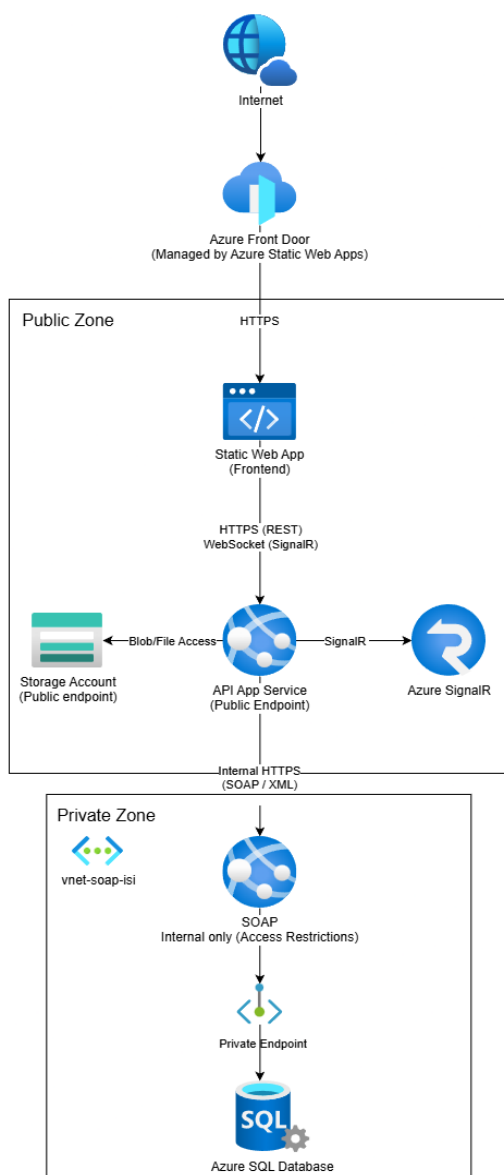 Internet
Azure Front Door
(Managed by Azure Static Web Apps)
Public Zone
HTTPS
Static Web App
(Frontend)
HTTPS (REST)
WebSocket (SignalR)
Blob/File Access
SignalR
Storage Account
(Public endpoint)
API App Service
(Public Endpoint)
Azure SignalR
Internal HTTPS
(SOAP / XML)
Private Zone
vnet-soap-isi
SOAP
Internal only (Access Restrictions)
Private Endpoint
SQL
Azure SQL Database